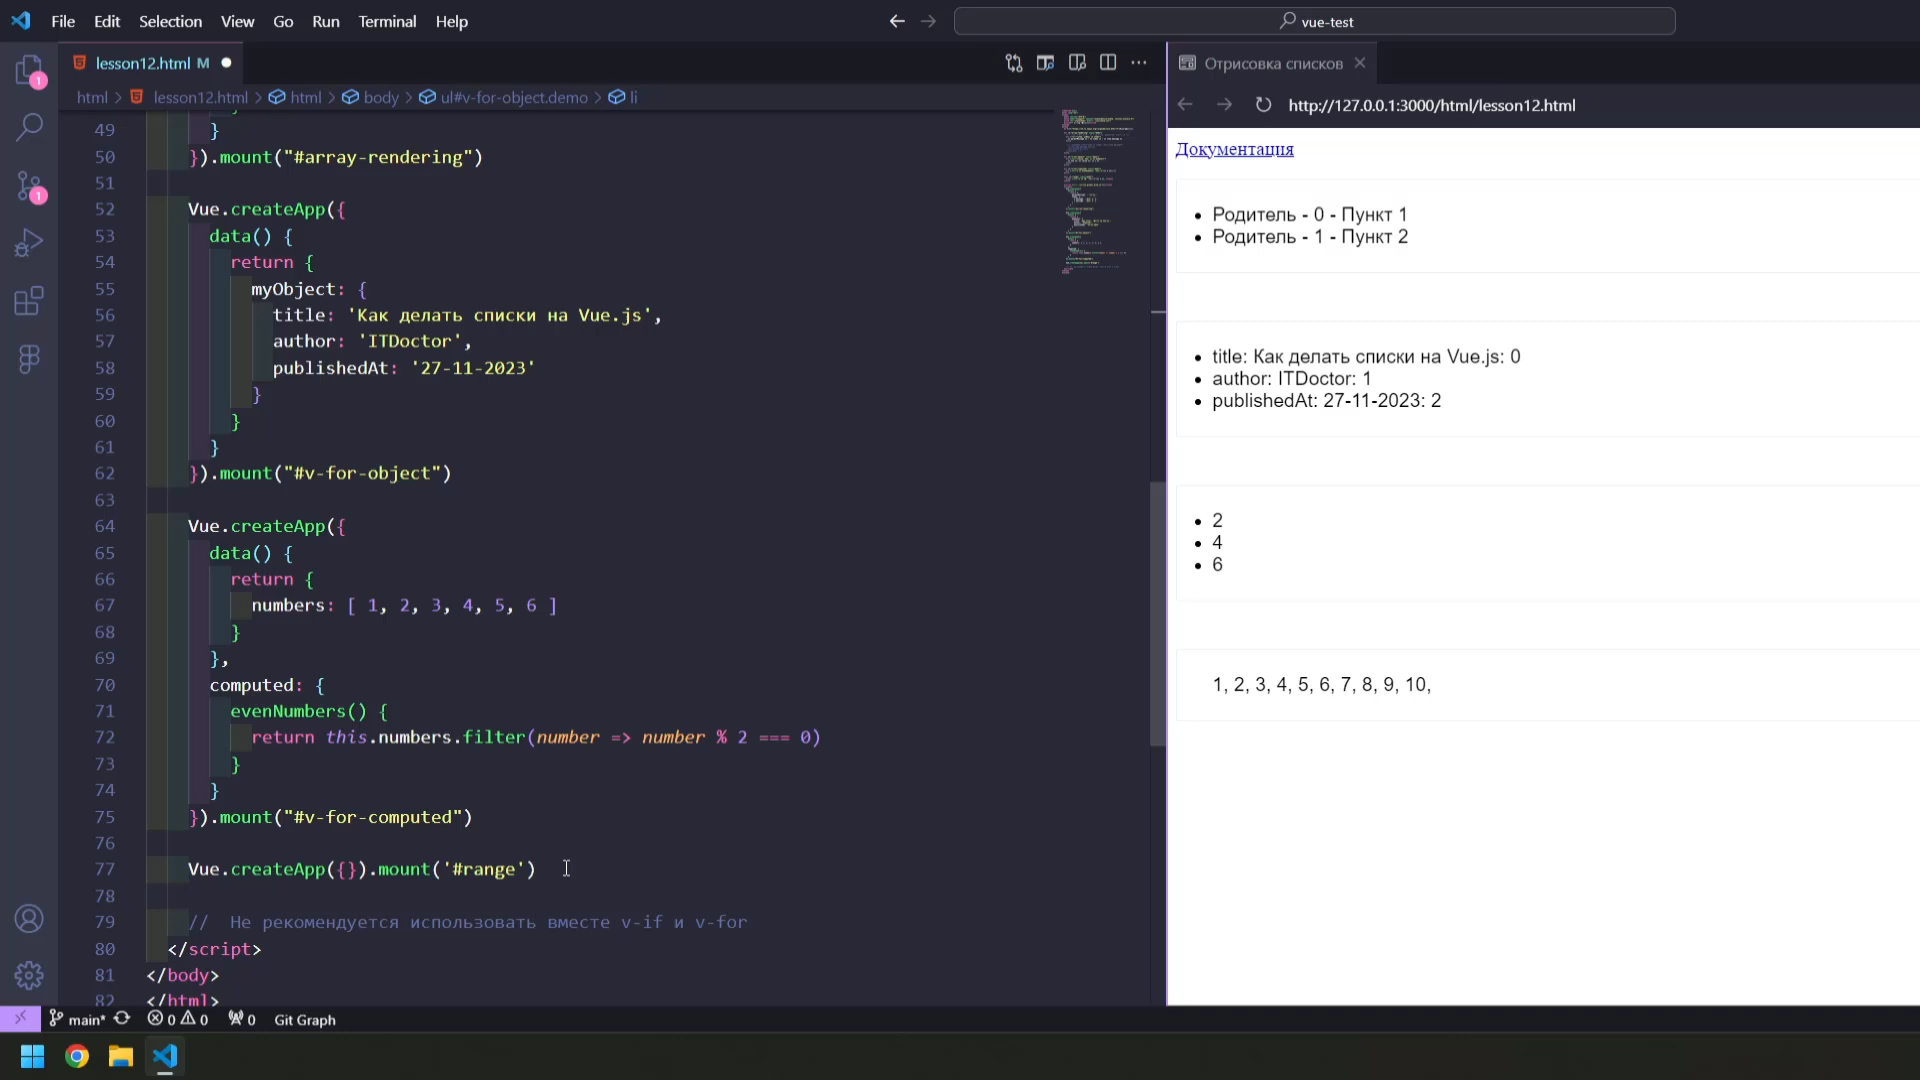 File Edit Selection View Go Run Terminal Help
vue-test
lesson12.html M
html > lesson12.html > html > body > ul#v-for-object.demo > li
49 }
50 }).mount("#array-rendering")
51
52 Vue.createApp({
53 data() {
54 return {
55 myObject: {
56 title: 'Как делать списки на Vue.js',
57 author: 'ITDoctor',
58 publishedAt: '27-11-2023'
59 }
60 }
61 }
62 }).mount("#v-for-object")
63
64 Vue.createApp({
65 data() {
66 return {
67 numbers: [ 1, 2, 3, 4, 5, 6 ]
68 }
69 },
70 computed: {
71 evenNumbers() {
72 return this.numbers.filter(number => number % 2 === 0)
73 }
74 }
75 }).mount("#v-for-computed")
76
77 Vue.createApp({}).mount('#range')
78
79 // Не рекомендуется использовать вместе v-if и v-for
80 </script>
81 </body>
82 </html>
Отрисовка списков
http://127.0.0.1:3000/html/lesson12.html
Документация
Родитель - 0 - Пункт 1
Родитель - 1 - Пункт 2
title: Как делать списки на Vue.js: 0
author: ITDoctor: 1
publishedAt: 27-11-2023: 2
2
4
6
1, 2, 3, 4, 5, 6, 7, 8, 9, 10,
1
1
main* 0 0 0 Git Graph